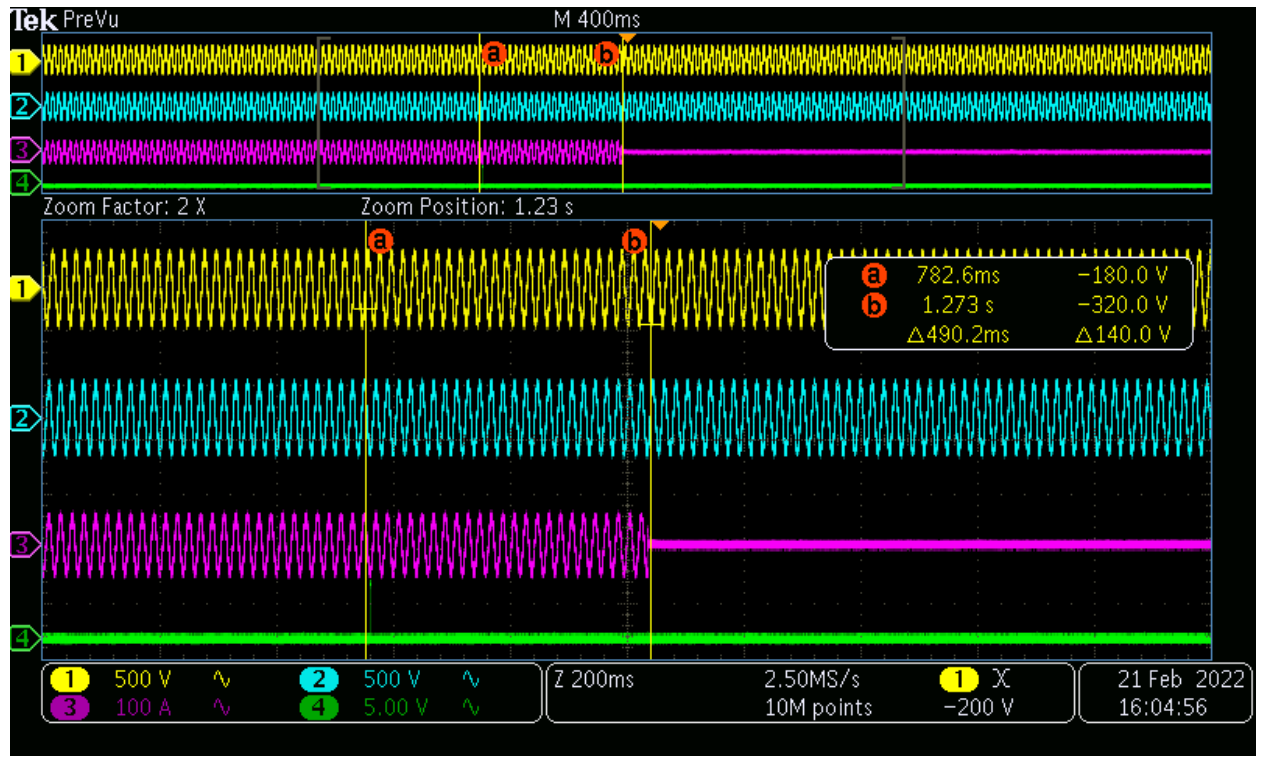 Tek PreVu M 400ms
1 a b
2
3
4
Zoom Factor: 2 X Zoom Position: 1.23 s
a b
1
a 782.6ms −180.0 V
b 1.273 s −320.0 V
△490.2ms △140.0 V
2
3
4
1 500 V 2 500 V Z 200ms 2.50MS/s 1 −200 V 21 Feb 2022
3 100 A 4 5.00 V 10M points 16:04:56